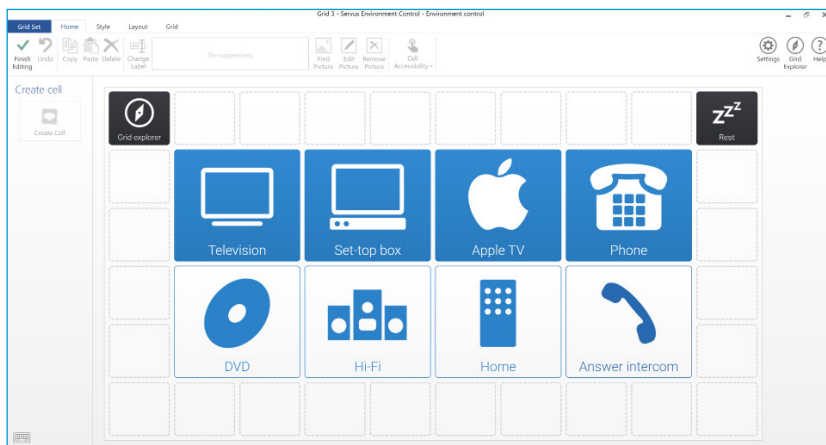 Grid 3 - Servus Environment Control - Environment control
Grid Set Home Style Layout Grid
Finish Editing
Undo
Copy
Paste
Delete
Change Label
No suggestions
Find Picture
Edit Picture
Remove Picture
Cell Accessibility
Settings
Grid Explorer
Help
Create cell
Create Cell
Grid explorer
zzz
Rest
Television
Set-top box
Apple TV
Phone
DVD
Hi-Fi
Home
Answer intercom